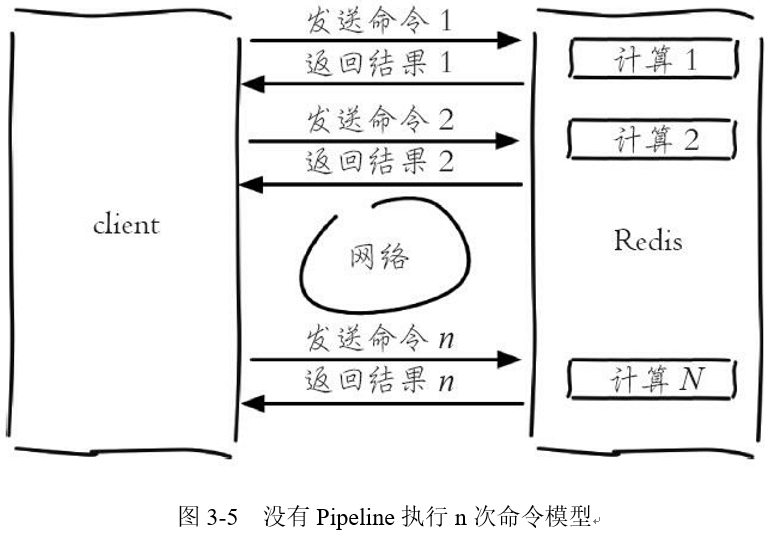 发送命令 1
返回结果 1
计算 1
发送命令 2
返回结果 2
计算 2
client
网络
Redis
发送命令 n
返回结果 n
计算 N
图 3-5 没有 Pipeline 执行 n 次命令模型